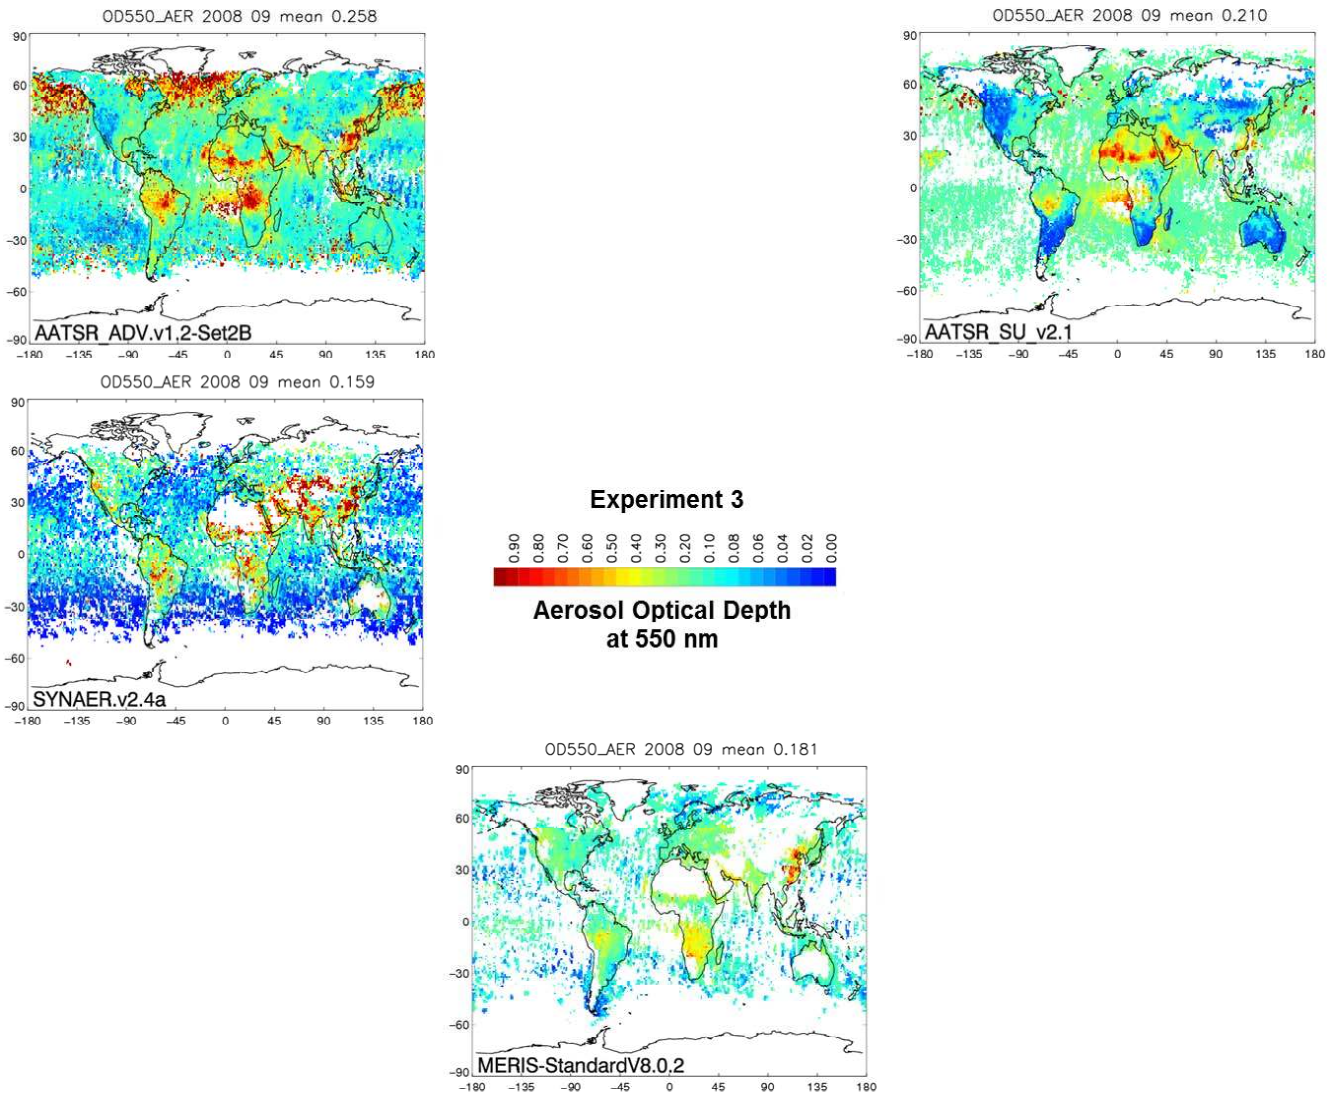 OD550_AER 2008 09 mean 0.258
90
60
30
0
−30
−60
−90
AATSR_ADV.v1.2-Set2B
−180 −135 −90 −45 0 45 90 135 180
OD550_AER 2008 09 mean 0.210
90
60
30
0
−30
−60
−90
AATSR_SU_v2.1
−180 −135 −90 −45 0 45 90 135 180
OD550_AER 2008 09 mean 0.159
90
60
30
0
−30
−60
−90
SYNAER.v2.4a
−180 −135 −90 −45 0 45 90 135 180
Experiment 3
0.90 0.80 0.70 0.60 0.50 0.40 0.30 0.20 0.10 0.08 0.06 0.04 0.02 0.00
Aerosol Optical Depth
at 550 nm
OD550_AER 2008 09 mean 0.181
90
60
30
0
−30
−60
−90
MERIS-StandardV8.0.2
−180 −135 −90 −45 0 45 90 135 180